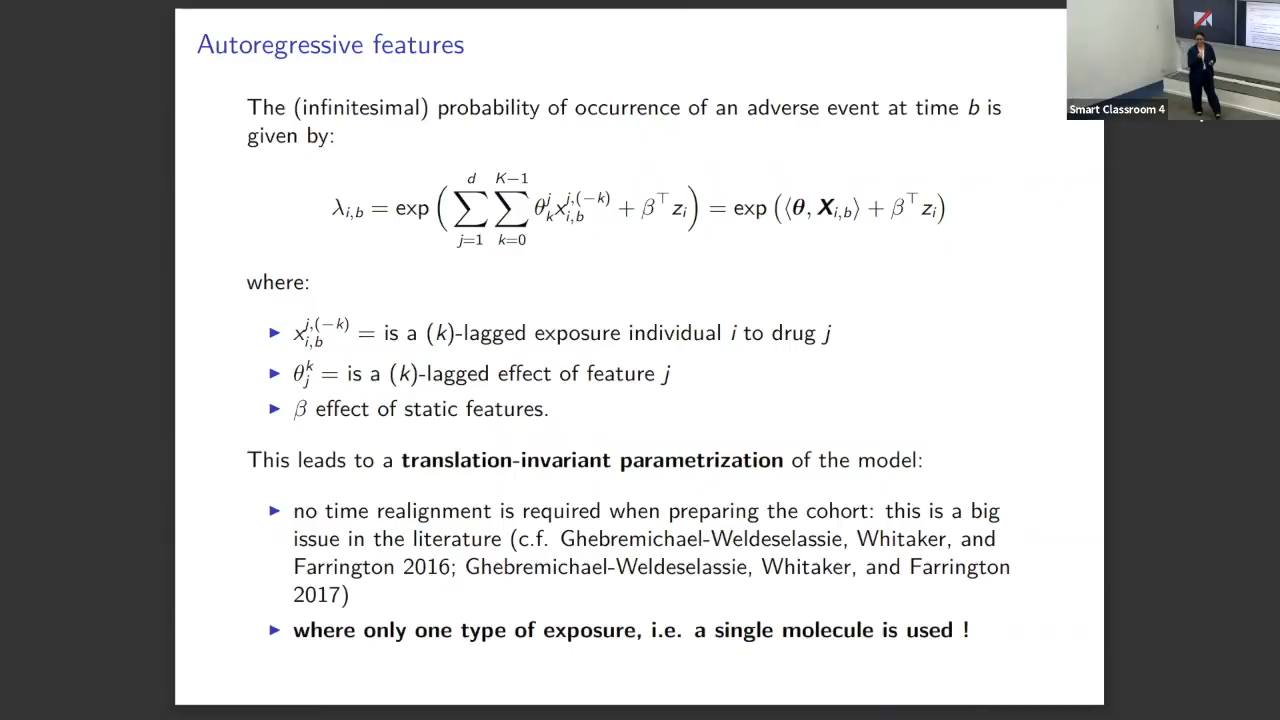 Autoregressive features
The (infinitesimal) probability of occurrence of an adverse event at time b is
given by:
λ_{i,b} = exp ( ∑_{j=1}^{d} ∑_{k=0}^{K−1} θ_k^j x_{i,b}^{j,(−k)} + β^⊤ z_i ) = exp (⟨θ, X_{i,b}⟩ + β^⊤ z_i)
where:
▶ x_{i,b}^{j,(−k)} = is a (k)-lagged exposure individual i to drug j
▶ θ_j^k = is a (k)-lagged effect of feature j
▶ β effect of static features.
This leads to a translation-invariant parametrization of the model:
▶ no time realignment is required when preparing the cohort: this is a big
issue in the literature (c.f. Ghebremichael-Weldeselassie, Whitaker, and
Farrington 2016; Ghebremichael-Weldeselassie, Whitaker, and Farrington
2017)
▶ where only one type of exposure, i.e. a single molecule is used !
Smart Classroom 4